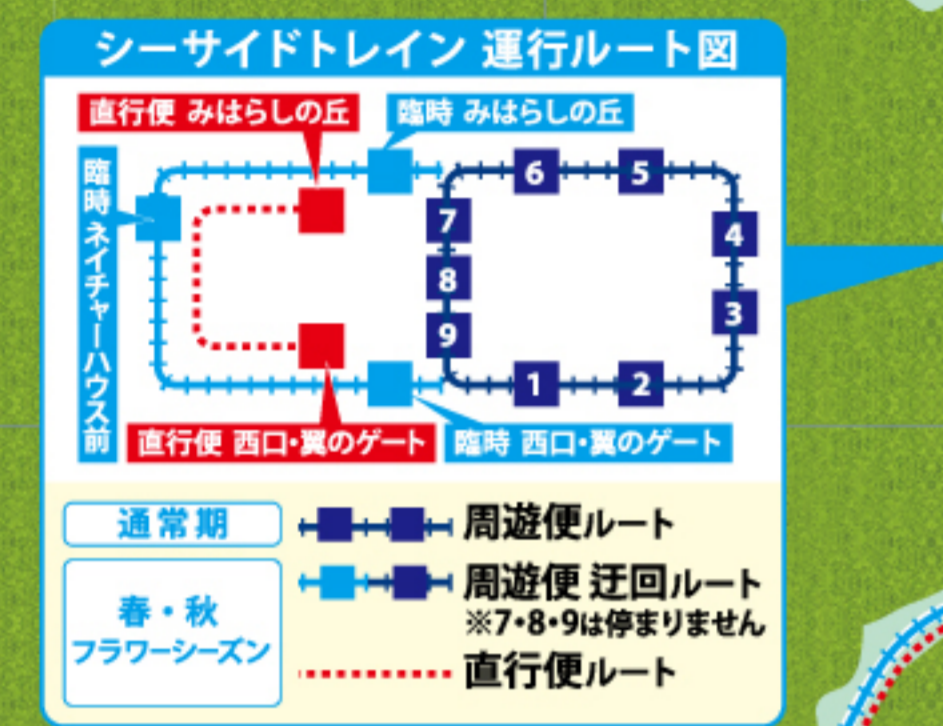 シーサイドトレイン 運行ルート図
直行便 みはらしの丘
臨時 みはらしの丘
臨時 ネイチャーハウス前
6
5
7
4
8
3
9
1
2
直行便 西口・翼のゲート
臨時 西口・翼のゲート
通常期
周遊便ルート
春・秋
フラワーシーズン
周遊便 迂回ルート
※7・8・9は停まりません
直行便ルート